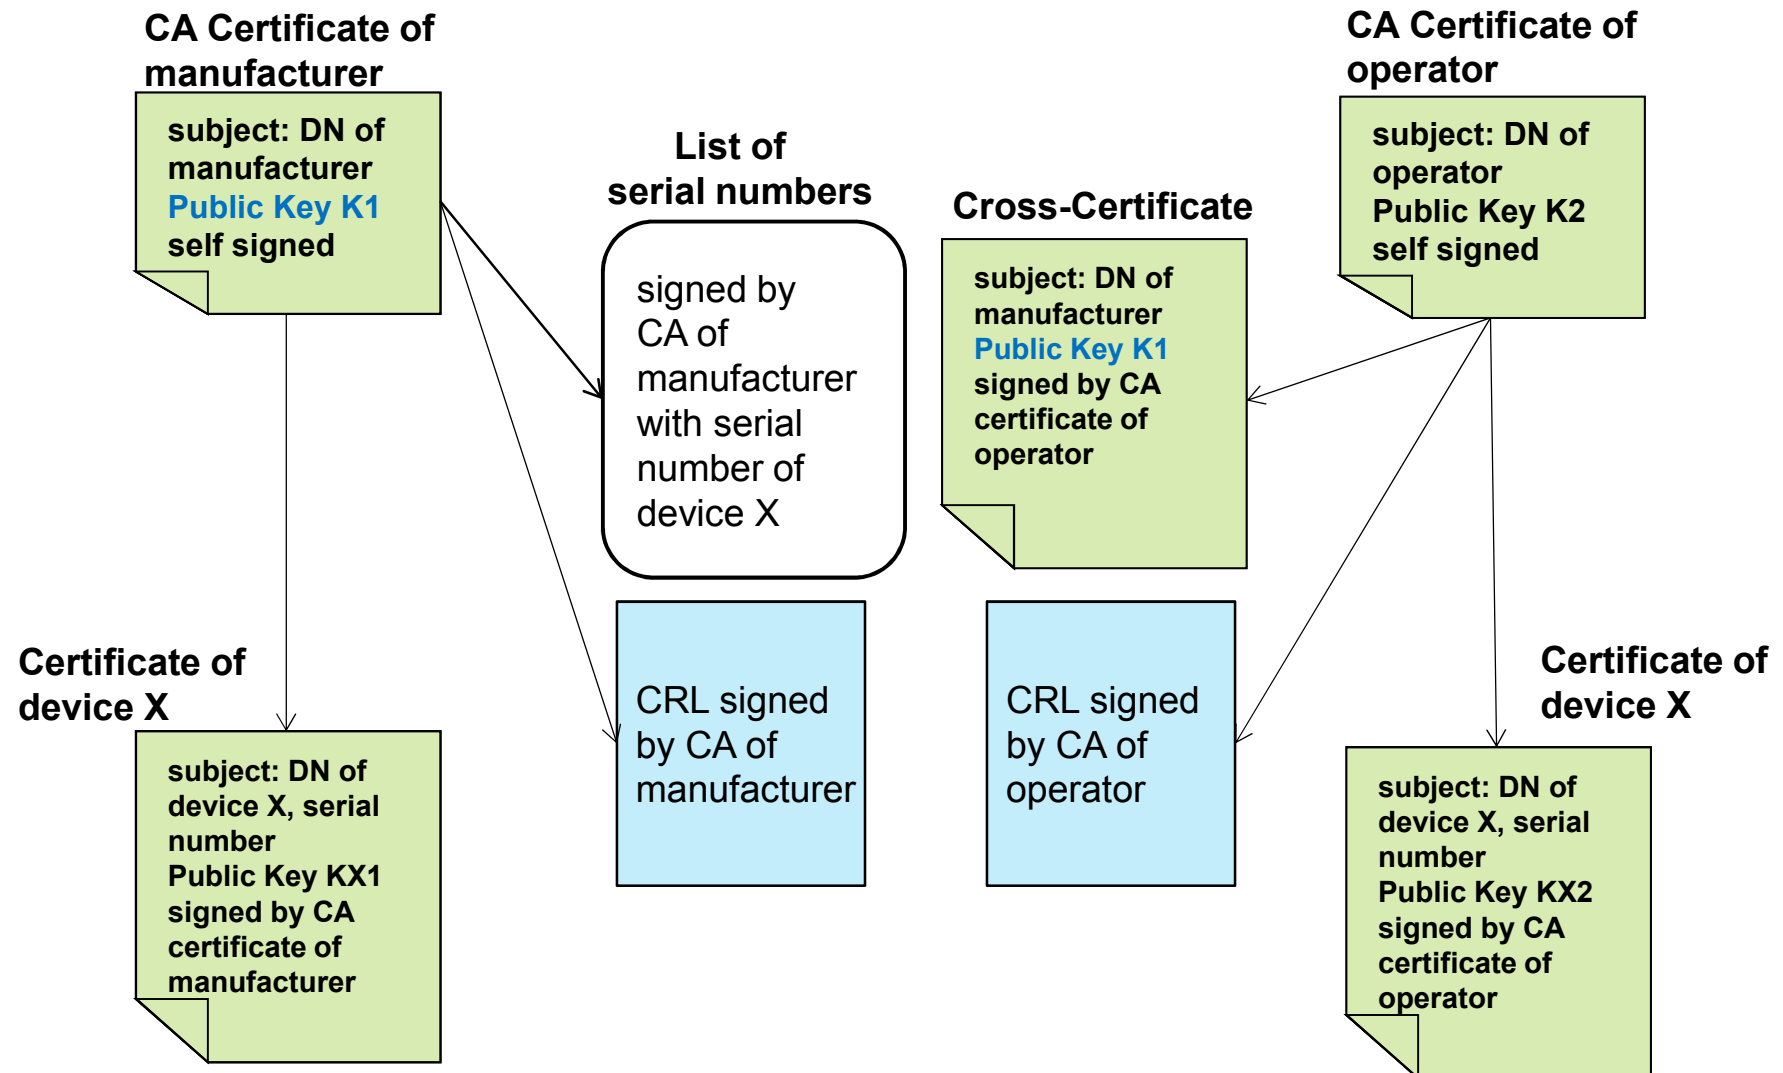 CA Certificate of
manufacturer
subject: DN of
manufacturer
Public Key K1
self signed
List of
serial numbers
signed by
CA of
manufacturer
with serial
number of
device X
Cross-Certificate
subject: DN of
manufacturer
Public Key K1
signed by CA
certificate of
operator
CA Certificate of
operator
subject: DN of
operator
Public Key K2
self signed
Certificate of
device X
subject: DN of
device X, serial
number
Public Key KX1
signed by CA
certificate of
manufacturer
CRL signed
by CA of
manufacturer
CRL signed
by CA of
operator
Certificate of
device X
subject: DN of
device X, serial
number
Public Key KX2
signed by CA
certificate of
operator